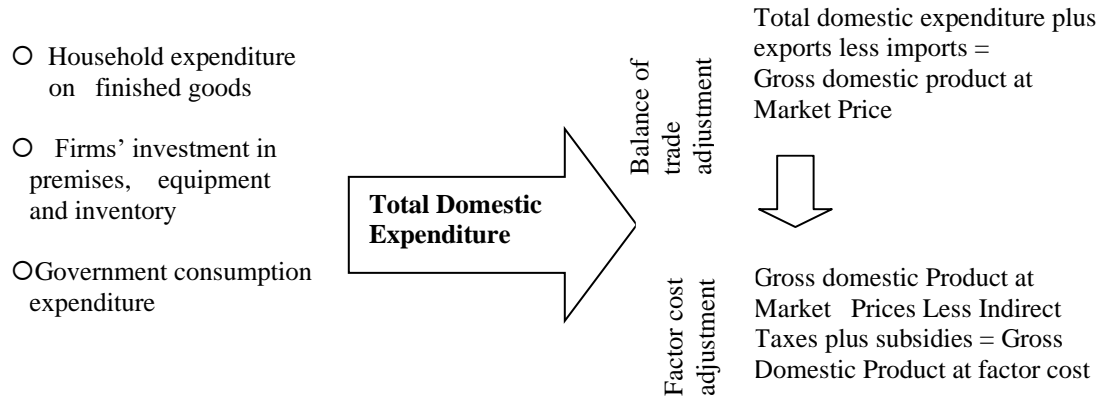 Household expenditure
on finished goods
Firms' investment in
premises, equipment
and inventory
Government consumption
expenditure
Total Domestic
Expenditure
Balance of
trade
adjustment
Total domestic expenditure plus
exports less imports =
Gross domestic product at
Market Price
Factor cost
adjustment
Gross domestic Product at
Market Prices Less Indirect
Taxes plus subsidies = Gross
Domestic Product at factor cost